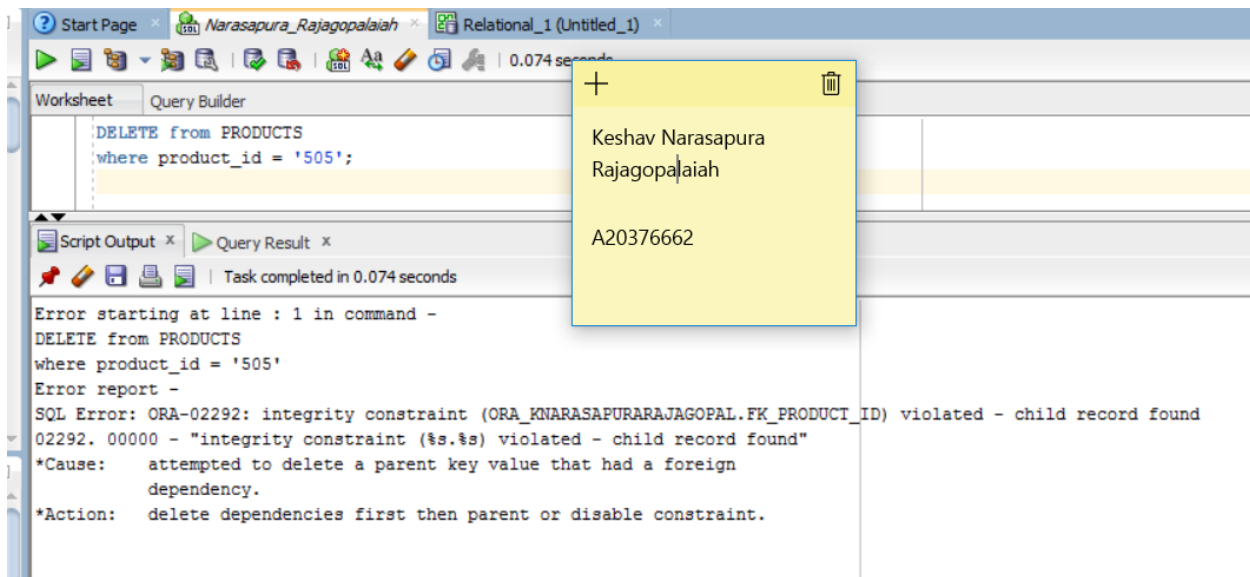 Start Page
Narasapura_Rajagopalaiah
Relational_1 (Untitled_1)
0.074 seconds
Worksheet
Query Builder
DELETE from PRODUCTS
where product_id = '505';
Keshav Narasapura
Rajagopalaiah
A20376662
Script Output
Query Result
Task completed in 0.074 seconds
Error starting at line : 1 in command -
DELETE from PRODUCTS
where product_id = '505'
Error report -
SQL Error: ORA-02292: integrity constraint (ORA_KNARASAPURARAJAGOPAL.FK_PRODUCT_ID) violated - child record found
02292. 00000 - "integrity constraint (%s.%s) violated - child record found"
*Cause: attempted to delete a parent key value that had a foreign
dependency.
*Action: delete dependencies first then parent or disable constraint.